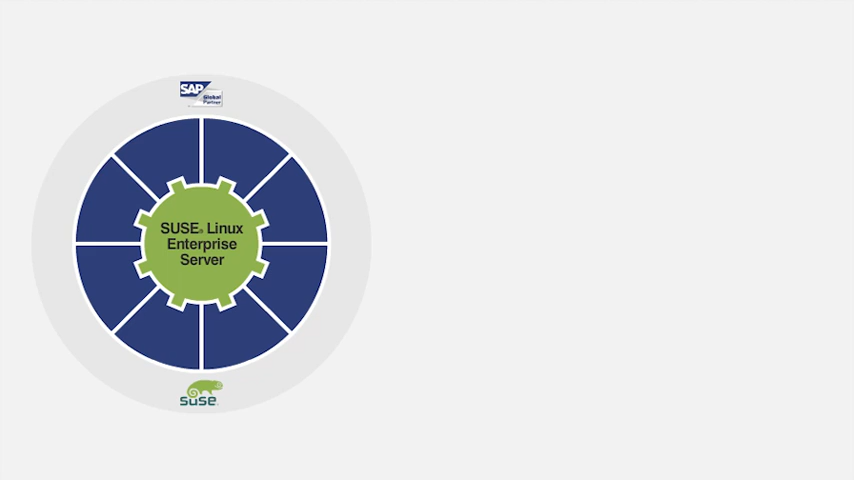 SAP
Global
Partner
SUSE® Linux
Enterprise
Server
suse